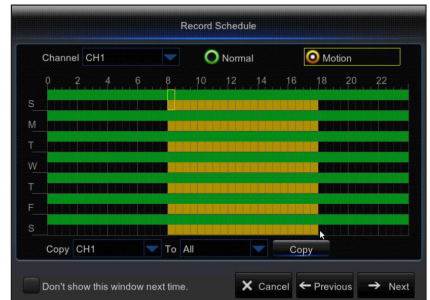 Record Schedule
Channel CH1 Normal Motion
0 2 4 6 8 10 12 14 16 18 20 22
S
M
T
W
T
F
S
Copy CH1 To All Copy
Don't show this window next time. X Cancel ← Previous → Next